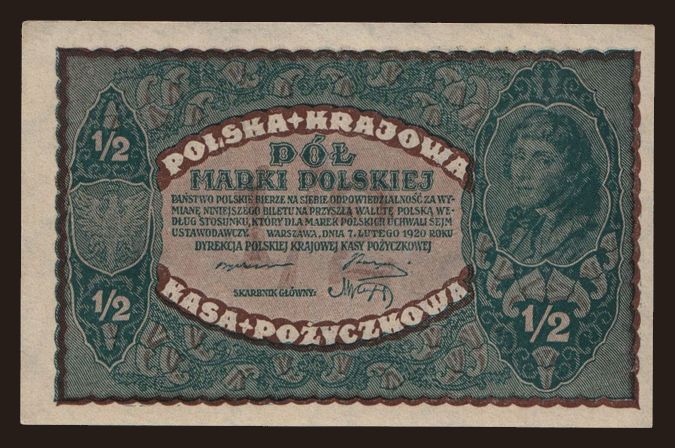 1/2
POLSKA KRAJOWA
PÓŁ
MARKI POLSKIEJ
PAŃSTWO POLSKIE BIERZE NA SIEBIE ODPOWIEDZIALNOŚĆ ZA WY-
MIANĘ NINIEJSZEGO BILETU NA PRZYSZŁĄ WALUTĘ POLSKĄ WE-
DŁUG STOSUNKU, KTÓRY DLA MAREK POLSKICH UCHWALI SEJM
USTAWODAWCZY. WARSZAWA, DNIA 7. LUTEGO 1920 ROKU
DYREKCJA POLSKIEJ KRAJOWEJ KASY POŻYCZKOWEJ
SKARBNIK GŁÓWNY:
KASA POŻYCZKOWA
1/2
1/2